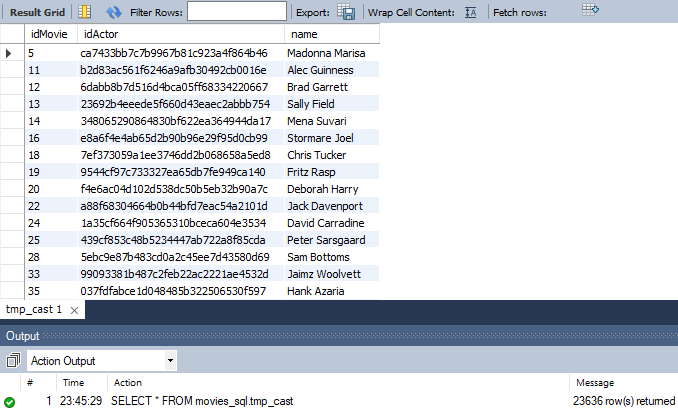 Result Grid Filter Rows: Export: Wrap Cell Content: Fetch rows:
idMovie idActor name
5 ca7433bb7c7b9967b81c923a4f864b46 Madonna Marisa
11 b2d83ac561f6246a9afb30492cb0016e Alec Guinness
12 6dabb8b7d516d4bca05ff68334220667 Brad Garrett
13 23692b4eeede5f660d43eaec2abbb754 Sally Field
14 348065290864830bf622ea364944da17 Mena Suvari
16 e8a6f4e4ab65d2b90b96e29f95d0cb99 Stormare Joel
18 7ef373059a1ee3746dd2b068658a5ed8 Chris Tucker
19 9544cf97c733327ea65db7fe949ca140 Fritz Rasp
20 f4e6ac04d102d538dc50b5eb32b90a7c Deborah Harry
22 a88f68304664b0b44bfd7eac54a2101d Jack Davenport
24 1a35cf664f905365310bceca604e3534 David Carradine
25 439cf853c48b5234447ab722a8f85cda Peter Sarsgaard
28 5ebc9e87b483cd0a2c45ee7d43580d69 Sam Bottoms
33 99093381b487c2feb22ac2221ae4532d Jaimz Woolvett
35 037fdfabce1d048485b322506530f597 Hank Azaria
tmp_cast 1
Output
Action Output
# Time Action Message
1 23:45:29 SELECT * FROM movies_sql.tmp_cast 23636 row(s) returned